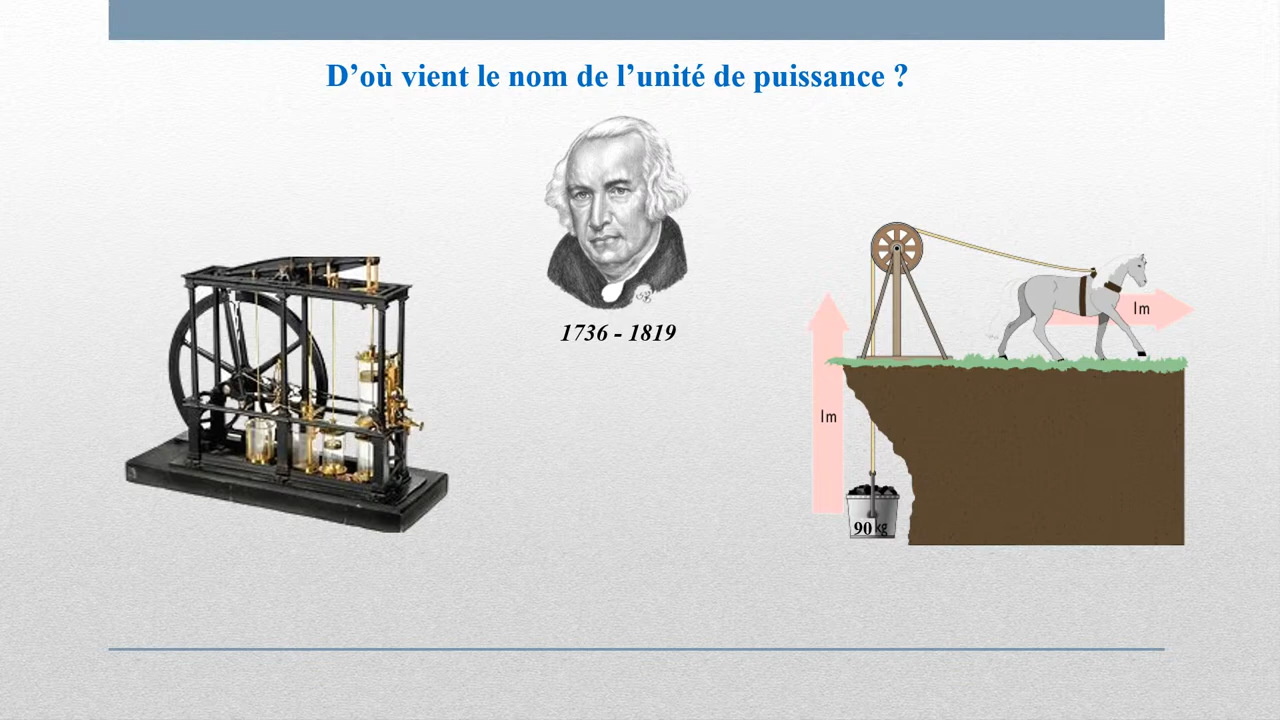 D’où vient le nom de l’unité de puissance ?
1736 - 1819
1m
1m
90 kg